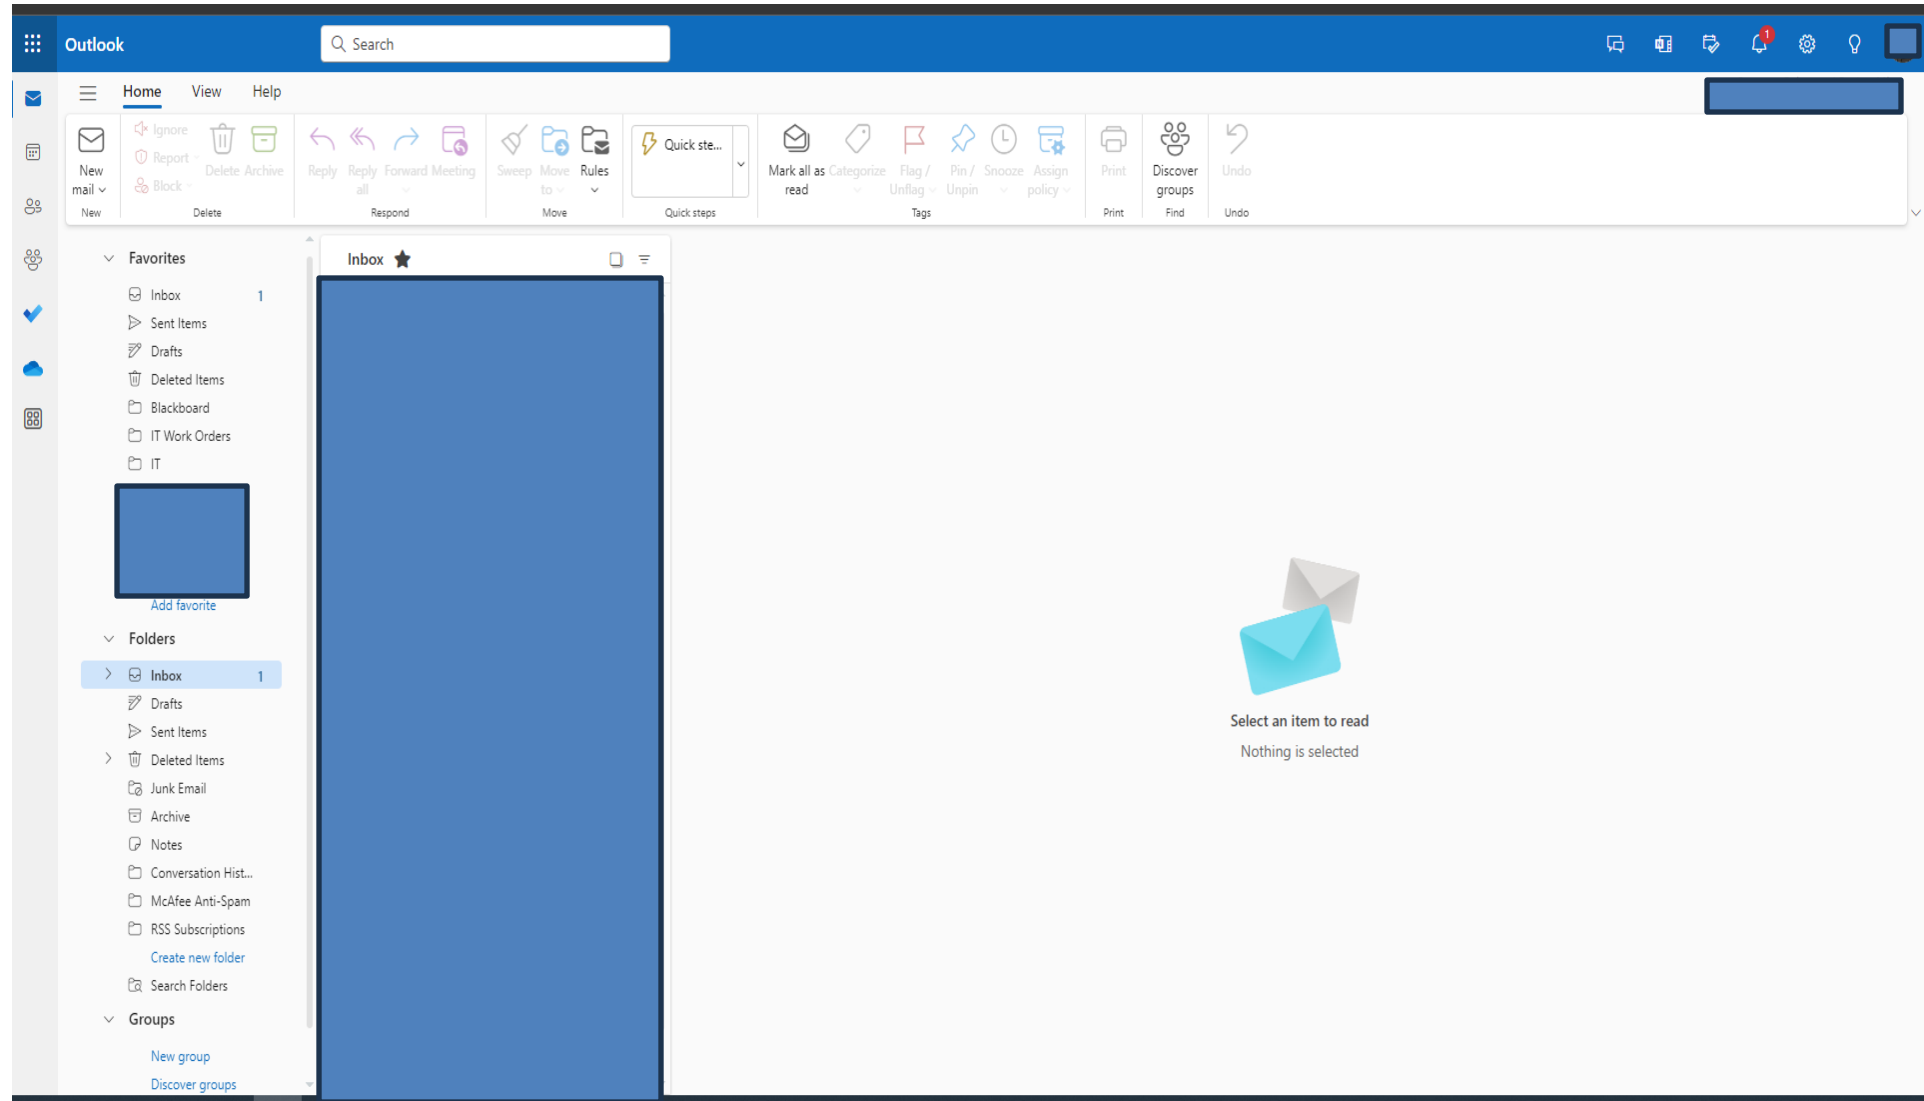 Outlook
Search
1
Home View Help
New mail
Ignore
Report
Block
Delete Archive
Reply Reply all Forward Meeting
Sweep Move to Rules
Quick ste...
Mark all as read Categorize Flag / Unflag Pin / Unpin Snooze Assign policy
Print
Discover groups
Undo
New Delete Respond Move Quick steps Tags Print Find Undo
Favorites
Inbox 1
Sent Items
Drafts
Deleted Items
Blackboard
IT Work Orders
IT
Add favorite
Folders
Inbox 1
Drafts
Sent Items
Deleted Items
Junk Email
Archive
Notes
Conversation Hist...
McAfee Anti-Spam
RSS Subscriptions
Create new folder
Search Folders
Groups
New group
Discover groups
Inbox
Select an item to read
Nothing is selected